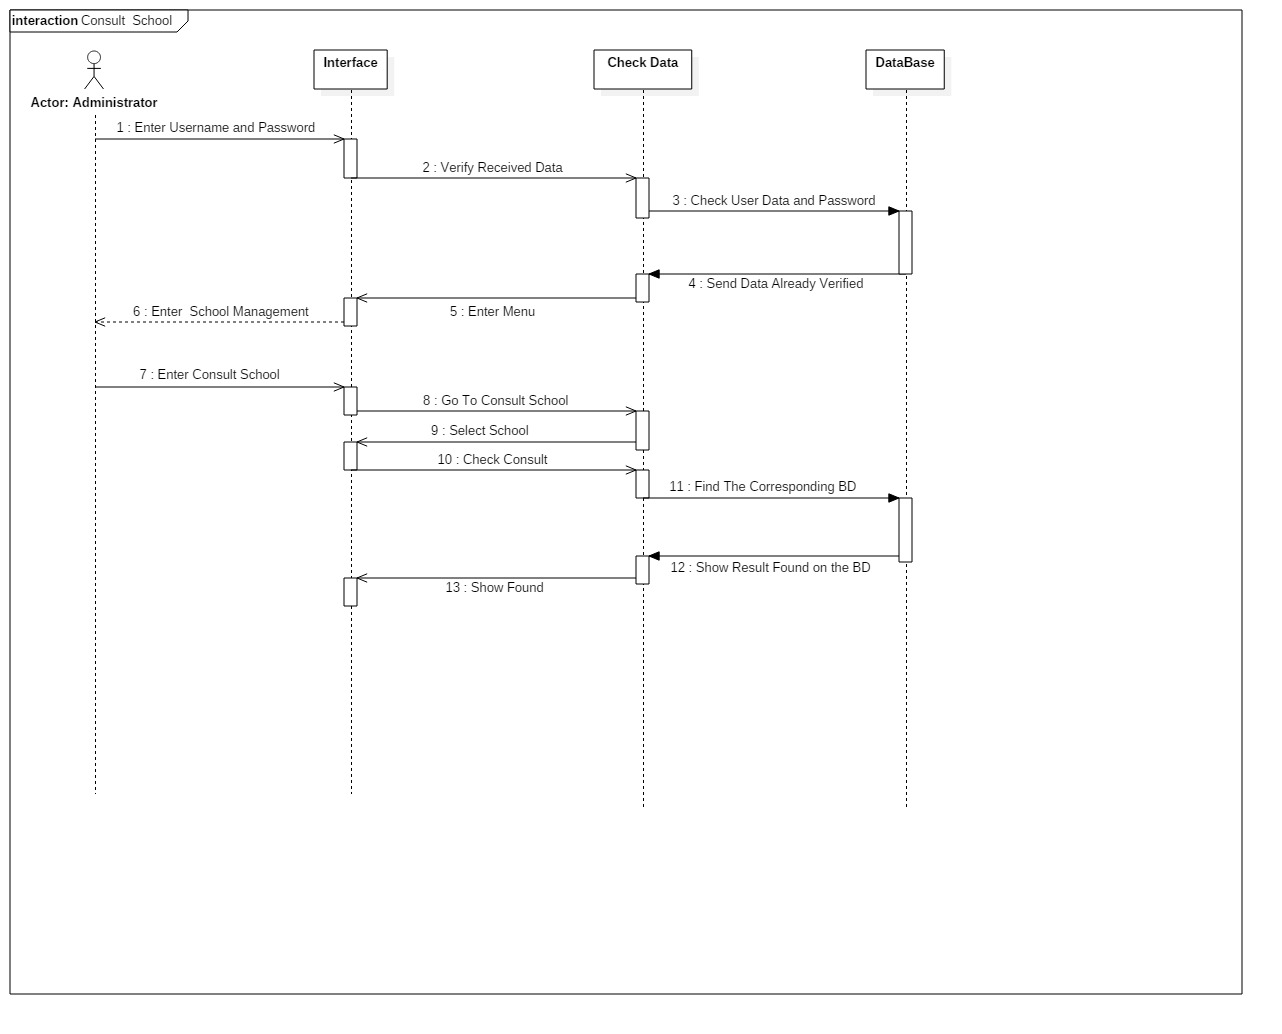 interaction Consult School
Interface
Check Data
DataBase
Actor: Administrator
1 : Enter Username and Password
2 : Verify Received Data
3 : Check User Data and Password
4 : Send Data Already Verified
5 : Enter Menu
6 : Enter School Management
7 : Enter Consult School
8 : Go To Consult School
9 : Select School
10 : Check Consult
11 : Find The Corresponding BD
12 : Show Result Found on the BD
13 : Show Found